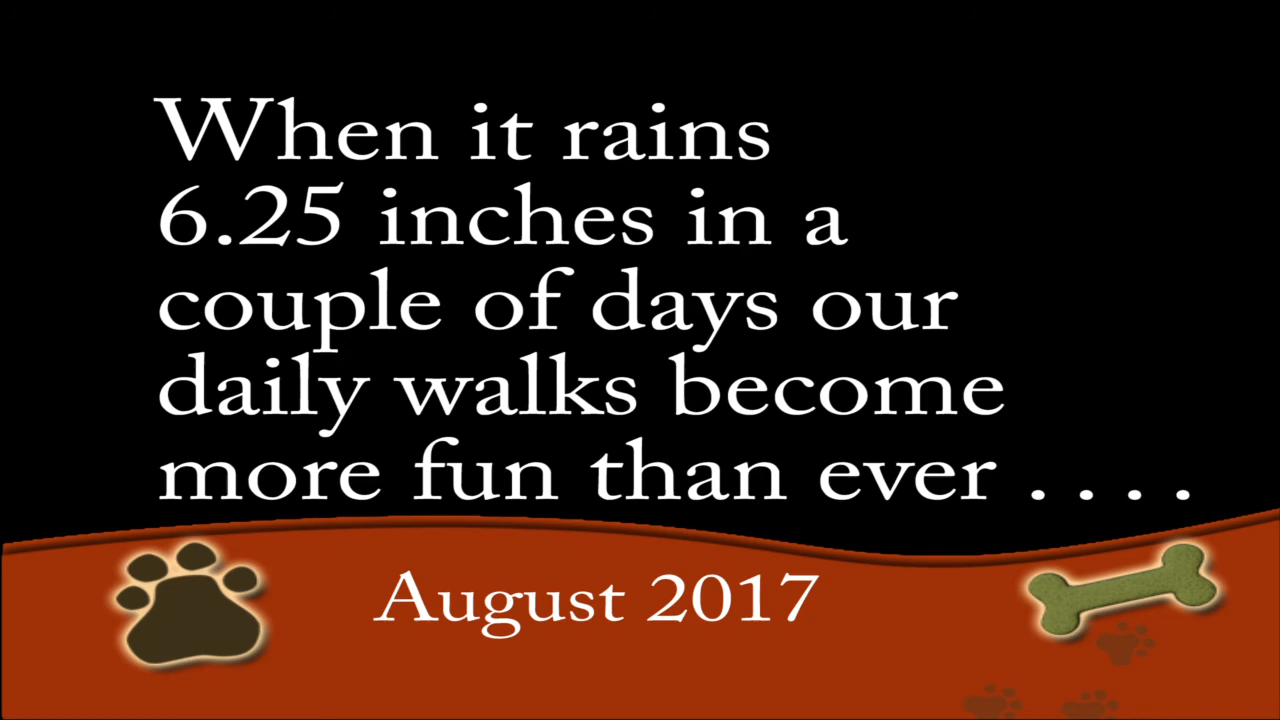 When it rains
6.25 inches in a
couple of days our
daily walks become
more fun than ever . . . .
August 2017